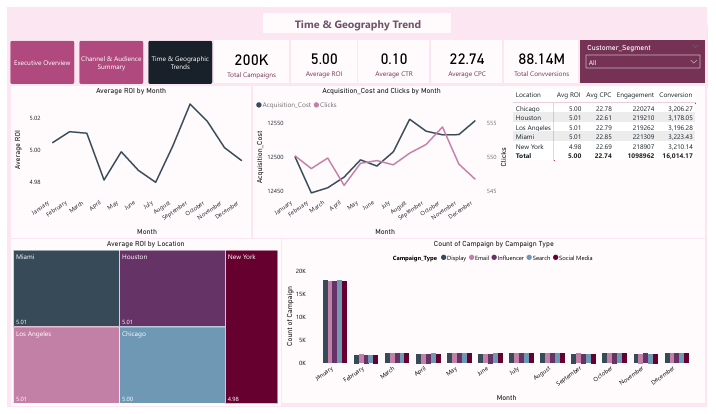 Time & Geography Trend
Executive Overview
Channel & Audience
Summary
Time & Geographic
Trends
200K
Total Campaigns
5.00
Average ROI
0.10
Average CTR
22.74
Average CPC
88.14M
Total Convwersions
Customer_Segment
All
Average ROI by Month
Average ROI
5.02
5.00
4.98
January
February
March
April
May
June
July
August
September
October
November
December
Month
Acquisition_Cost and Clicks by Month
Acquisition_Cost
Clicks
Acquisition_Cost
12550
12500
12450
555
550
545
Clicks
January
February
March
April
May
June
July
August
September
October
November
December
Month
Location Avg ROI Avg CPC Engagement Conversion
Chicago 5.00 22.78 220274 3,206.27
Houston 5.01 22.61 219210 3,178.05
Los Angeles 5.01 22.79 219262 3,196.28
Miami 5.01 22.85 221309 3,223.43
New York 4.98 22.69 218907 3,210.14
Total 5.00 22.74 1098962 16,014.17
Average ROI by Location
Miami
5.01
Houston
5.01
New York
4.98
Los Angeles
5.01
Chicago
5.00
Count of Campaign by Campaign Type
Campaign_Type Display Email Influencer Search Social Media
Count of Campaign
20K
15K
10K
5K
0K
January
February
March
April
May
June
July
August
September
October
November
December
Month